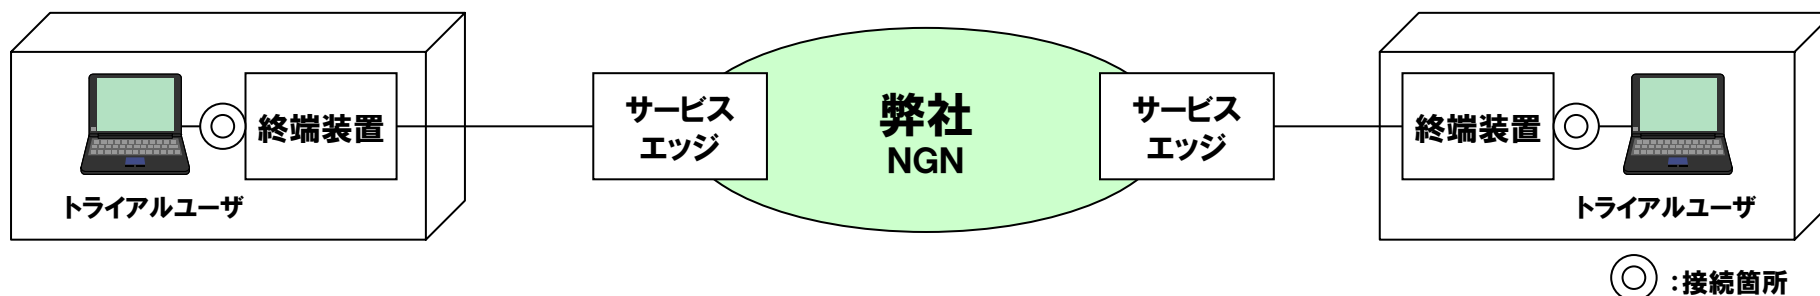 終端装置
トライアルユーザ
サービス
エッジ
弊社
NGN
サービス
エッジ
終端装置
トライアルユーザ
:接続箇所